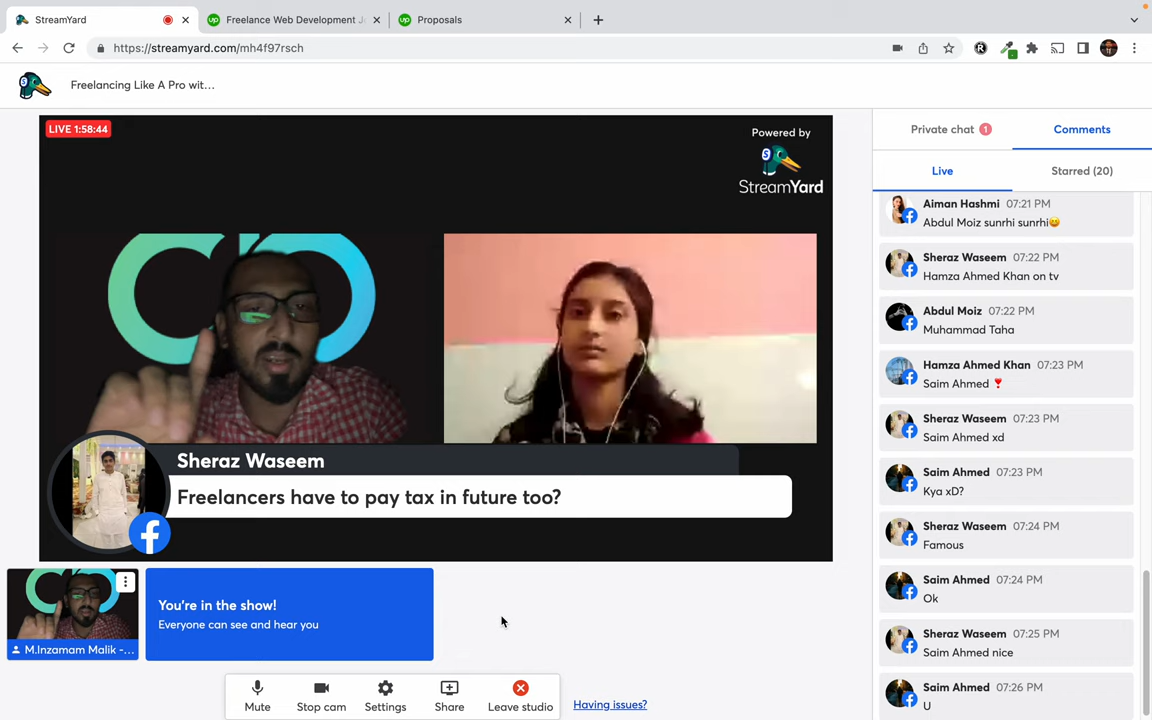 StreamYard
up Freelance Web Development J
up Proposals
https://streamyard.com/mh4f97rsch
Freelancing Like A Pro wit...
LIVE 1:58:44
Powered by
StreamYard
Sheraz Waseem
Freelancers have to pay tax in future too?
M.Inzamam Malik -...
You're in the show!
Everyone can see and hear you
Mute
Stop cam
Settings
Share
Leave studio
Having issues?
Private chat 1
Comments
Live
Starred (20)
Aiman Hashmi 07:21 PM
Abdul Moiz sunrhi sunrhi😄
Sheraz Waseem 07:22 PM
Hamza Ahmed Khan on tv
Abdul Moiz 07:22 PM
Muhammad Taha
Hamza Ahmed Khan 07:23 PM
Saim Ahmed ❣
Sheraz Waseem 07:23 PM
Saim Ahmed xd
Saim Ahmed 07:23 PM
Kya xD?
Sheraz Waseem 07:24 PM
Famous
Saim Ahmed 07:24 PM
Ok
Sheraz Waseem 07:25 PM
Saim Ahmed nice
Saim Ahmed 07:26 PM
U